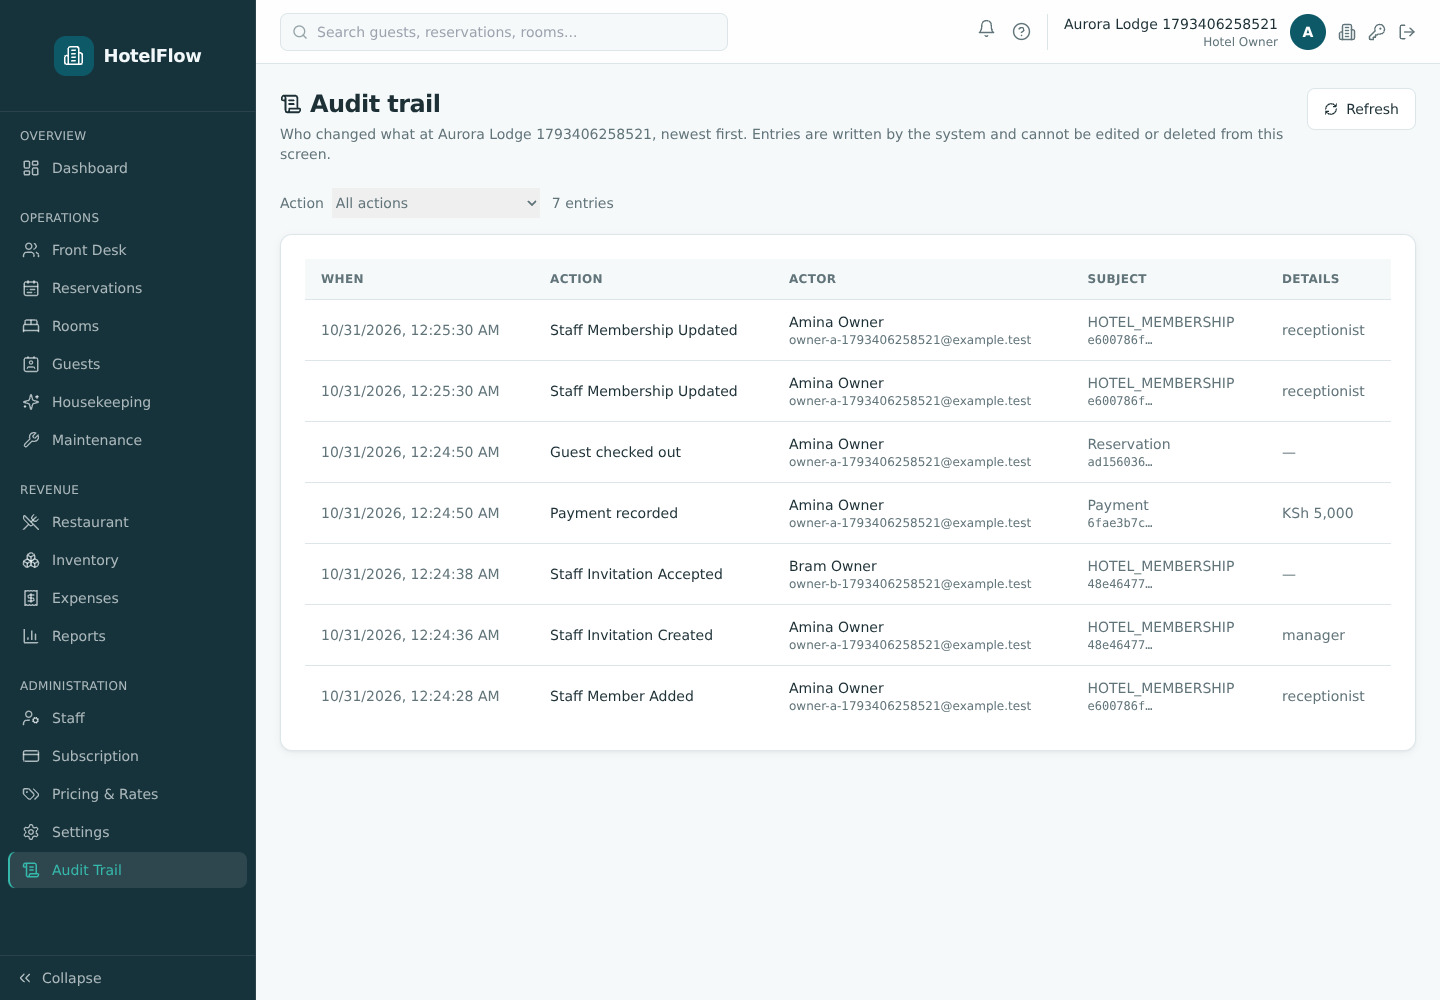 HotelFlow
Search guests, reservations, rooms...
Aurora Lodge 1793406258521
Hotel Owner
A
OVERVIEW
Dashboard
OPERATIONS
Front Desk
Reservations
Rooms
Guests
Housekeeping
Maintenance
REVENUE
Restaurant
Inventory
Expenses
Reports
ADMINISTRATION
Staff
Subscription
Pricing & Rates
Settings
Audit Trail
Collapse
Audit trail
Who changed what at Aurora Lodge 1793406258521, newest first. Entries are written by the system and cannot be edited or deleted from this
screen.
Refresh
Action All actions 7 entries
WHEN ACTION ACTOR SUBJECT DETAILS
10/31/2026, 12:25:30 AM Staff Membership Updated Amina Owner HOTEL_MEMBERSHIP receptionist
owner-a-1793406258521@example.test e600786f…
10/31/2026, 12:25:30 AM Staff Membership Updated Amina Owner HOTEL_MEMBERSHIP receptionist
owner-a-1793406258521@example.test e600786f…
10/31/2026, 12:24:50 AM Guest checked out Amina Owner Reservation —
owner-a-1793406258521@example.test ad156036…
10/31/2026, 12:24:50 AM Payment recorded Amina Owner Payment KSh 5,000
owner-a-1793406258521@example.test 6fae3b7c…
10/31/2026, 12:24:38 AM Staff Invitation Accepted Bram Owner HOTEL_MEMBERSHIP —
owner-b-1793406258521@example.test 48e46477…
10/31/2026, 12:24:36 AM Staff Invitation Created Amina Owner HOTEL_MEMBERSHIP manager
owner-a-1793406258521@example.test 48e46477…
10/31/2026, 12:24:28 AM Staff Member Added Amina Owner HOTEL_MEMBERSHIP receptionist
owner-a-1793406258521@example.test e600786f…